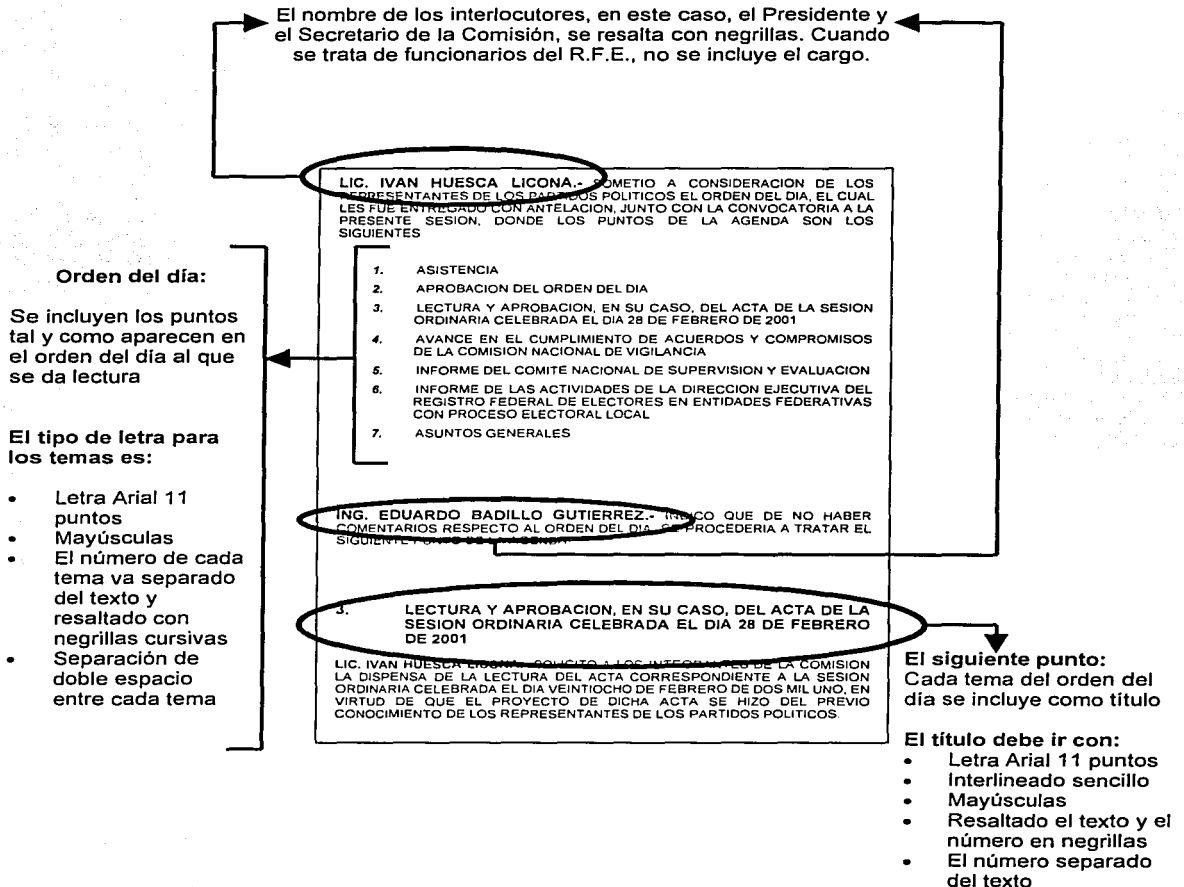 El nombre de los interlocutores, en este caso, el Presidente y
el Secretario de la Comisión, se resalta con negrillas. Cuando
se trata de funcionarios del R.F.E., no se incluye el cargo.
LIC. IVAN HUESCA LICONA.- SOMETIO A CONSIDERACION DE LOS
REPRESENTANTES DE LOS PARTIDOS POLITICOS EL ORDEN DEL DIA, EL CUAL
LES FUE ENTREGADO CON ANTELACION, JUNTO CON LA CONVOCATORIA A LA
PRESENTE SESION, DONDE LOS PUNTOS DE LA AGENDA SON LOS
SIGUIENTES
Orden del día:
Se incluyen los puntos
tal y como aparecen en
el orden del día al que
se da lectura
El tipo de letra para
los temas es:
• Letra Arial 11
puntos
• Mayúsculas
• El número de cada
tema va separado
del texto y
resaltado con
negrillas cursivas
• Separación de
doble espacio
entre cada tema
1. ASISTENCIA
2. APROBACION DEL ORDEN DEL DIA
3. LECTURA Y APROBACION, EN SU CASO, DEL ACTA DE LA SESION
ORDINARIA CELEBRADA EL DIA 28 DE FEBRERO DE 2001
4. AVANCE EN EL CUMPLIMIENTO DE ACUERDOS Y COMPROMISOS
DE LA COMISION NACIONAL DE VIGILANCIA
5. INFORME DEL COMITE NACIONAL DE SUPERVISION Y EVALUACION
6. INFORME DE LAS ACTIVIDADES DE LA DIRECCION EJECUTIVA DEL
REGISTRO FEDERAL DE ELECTORES EN ENTIDADES FEDERATIVAS
CON PROCESO ELECTORAL LOCAL
7. ASUNTOS GENERALES
ING. EDUARDO BADILLO GUTIERREZ.- INDICO QUE DE NO HABER
COMENTARIOS RESPECTO AL ORDEN DEL DIA, SE PROCEDERIA A TRATAR EL
SIGUIENTE PUNTO DE LA AGENDA
3. LECTURA Y APROBACION, EN SU CASO, DEL ACTA DE LA
SESION ORDINARIA CELEBRADA EL DIA 28 DE FEBRERO
DE 2001
LIC. IVAN HUESCA LICONA.- SOLICITO A LOS INTEGRANTES DE LA COMISION
LA DISPENSA DE LA LECTURA DEL ACTA CORRESPONDIENTE A LA SESION
ORDINARIA CELEBRADA EL DIA VEINTIOCHO DE FEBRERO DE DOS MIL UNO, EN
VIRTUD DE QUE EL PROYECTO DE DICHA ACTA SE HIZO DEL PREVIO
CONOCIMIENTO DE LOS REPRESENTANTES DE LOS PARTIDOS POLITICOS.
El siguiente punto:
Cada tema del orden del
día se incluye como título
El título debe ir con:
• Letra Arial 11 puntos
• Interlineado sencillo
• Mayúsculas
• Resaltado el texto y el
número en negrillas
• El número separado
del texto